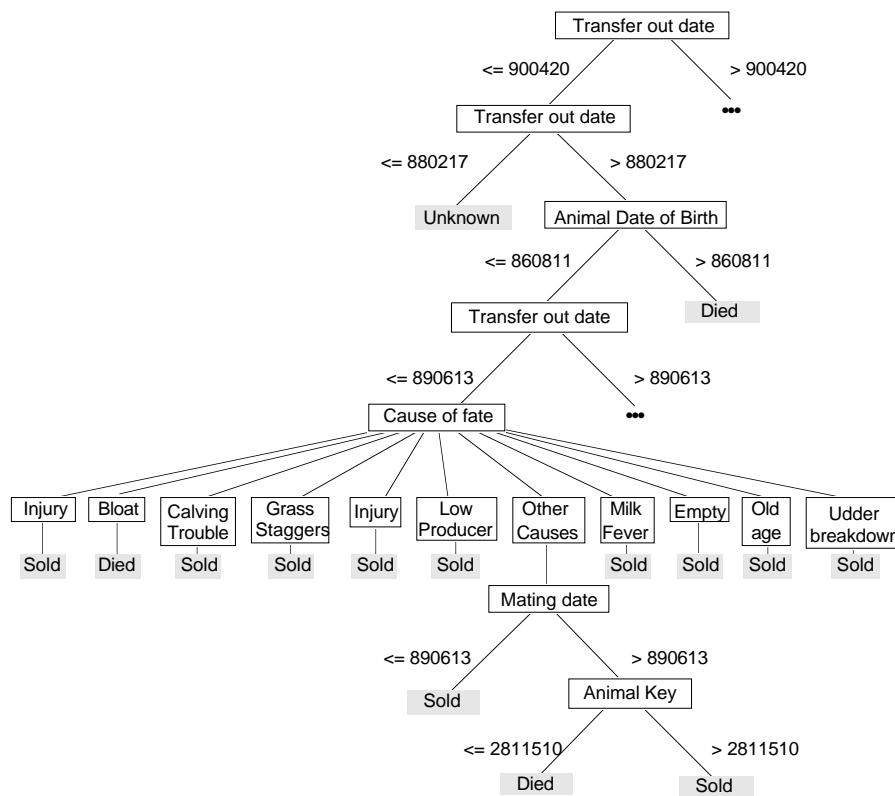 Transfer out date
<= 900420
> 900420
•••
Transfer out date
<= 880217
> 880217
Unknown
Animal Date of Birth
<= 860811
> 860811
Transfer out date
Died
<= 890613
> 890613
•••
Cause of fate
Injury
Bloat
Calving
Trouble
Grass
Staggers
Injury
Low
Producer
Other
Causes
Milk
Fever
Empty
Old
age
Udder
breakdown
Sold
Died
Sold
Sold
Sold
Sold
Sold
Sold
Sold
Sold
Mating date
<= 890613
> 890613
Sold
Animal Key
<= 2811510
> 2811510
Died
Sold